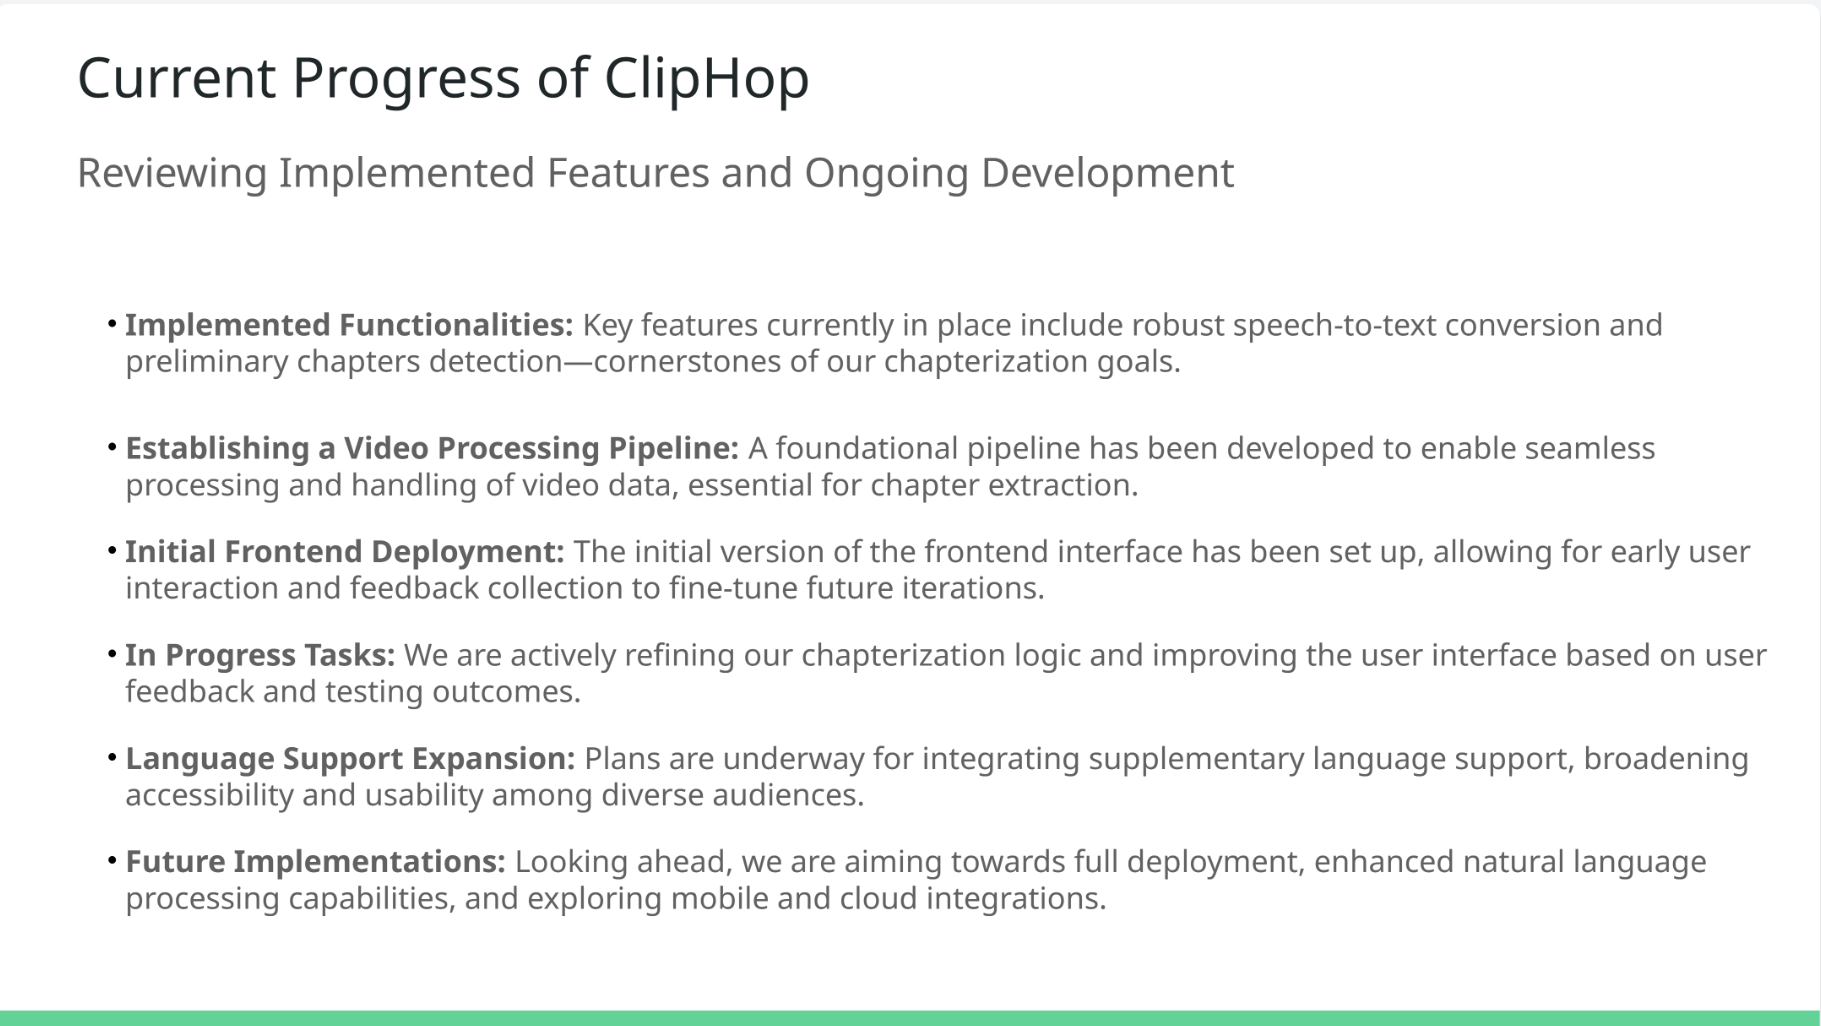 Current Progress of ClipHop
Reviewing Implemented Features and Ongoing Development
• Implemented Functionalities: Key features currently in place include robust speech-to-text conversion and
preliminary chapters detection—cornerstones of our chapterization goals.
• Establishing a Video Processing Pipeline: A foundational pipeline has been developed to enable seamless
processing and handling of video data, essential for chapter extraction.
• Initial Frontend Deployment: The initial version of the frontend interface has been set up, allowing for early user
interaction and feedback collection to fine-tune future iterations.
• In Progress Tasks: We are actively refining our chapterization logic and improving the user interface based on user
feedback and testing outcomes.
• Language Support Expansion: Plans are underway for integrating supplementary language support, broadening
accessibility and usability among diverse audiences.
• Future Implementations: Looking ahead, we are aiming towards full deployment, enhanced natural language
processing capabilities, and exploring mobile and cloud integrations.